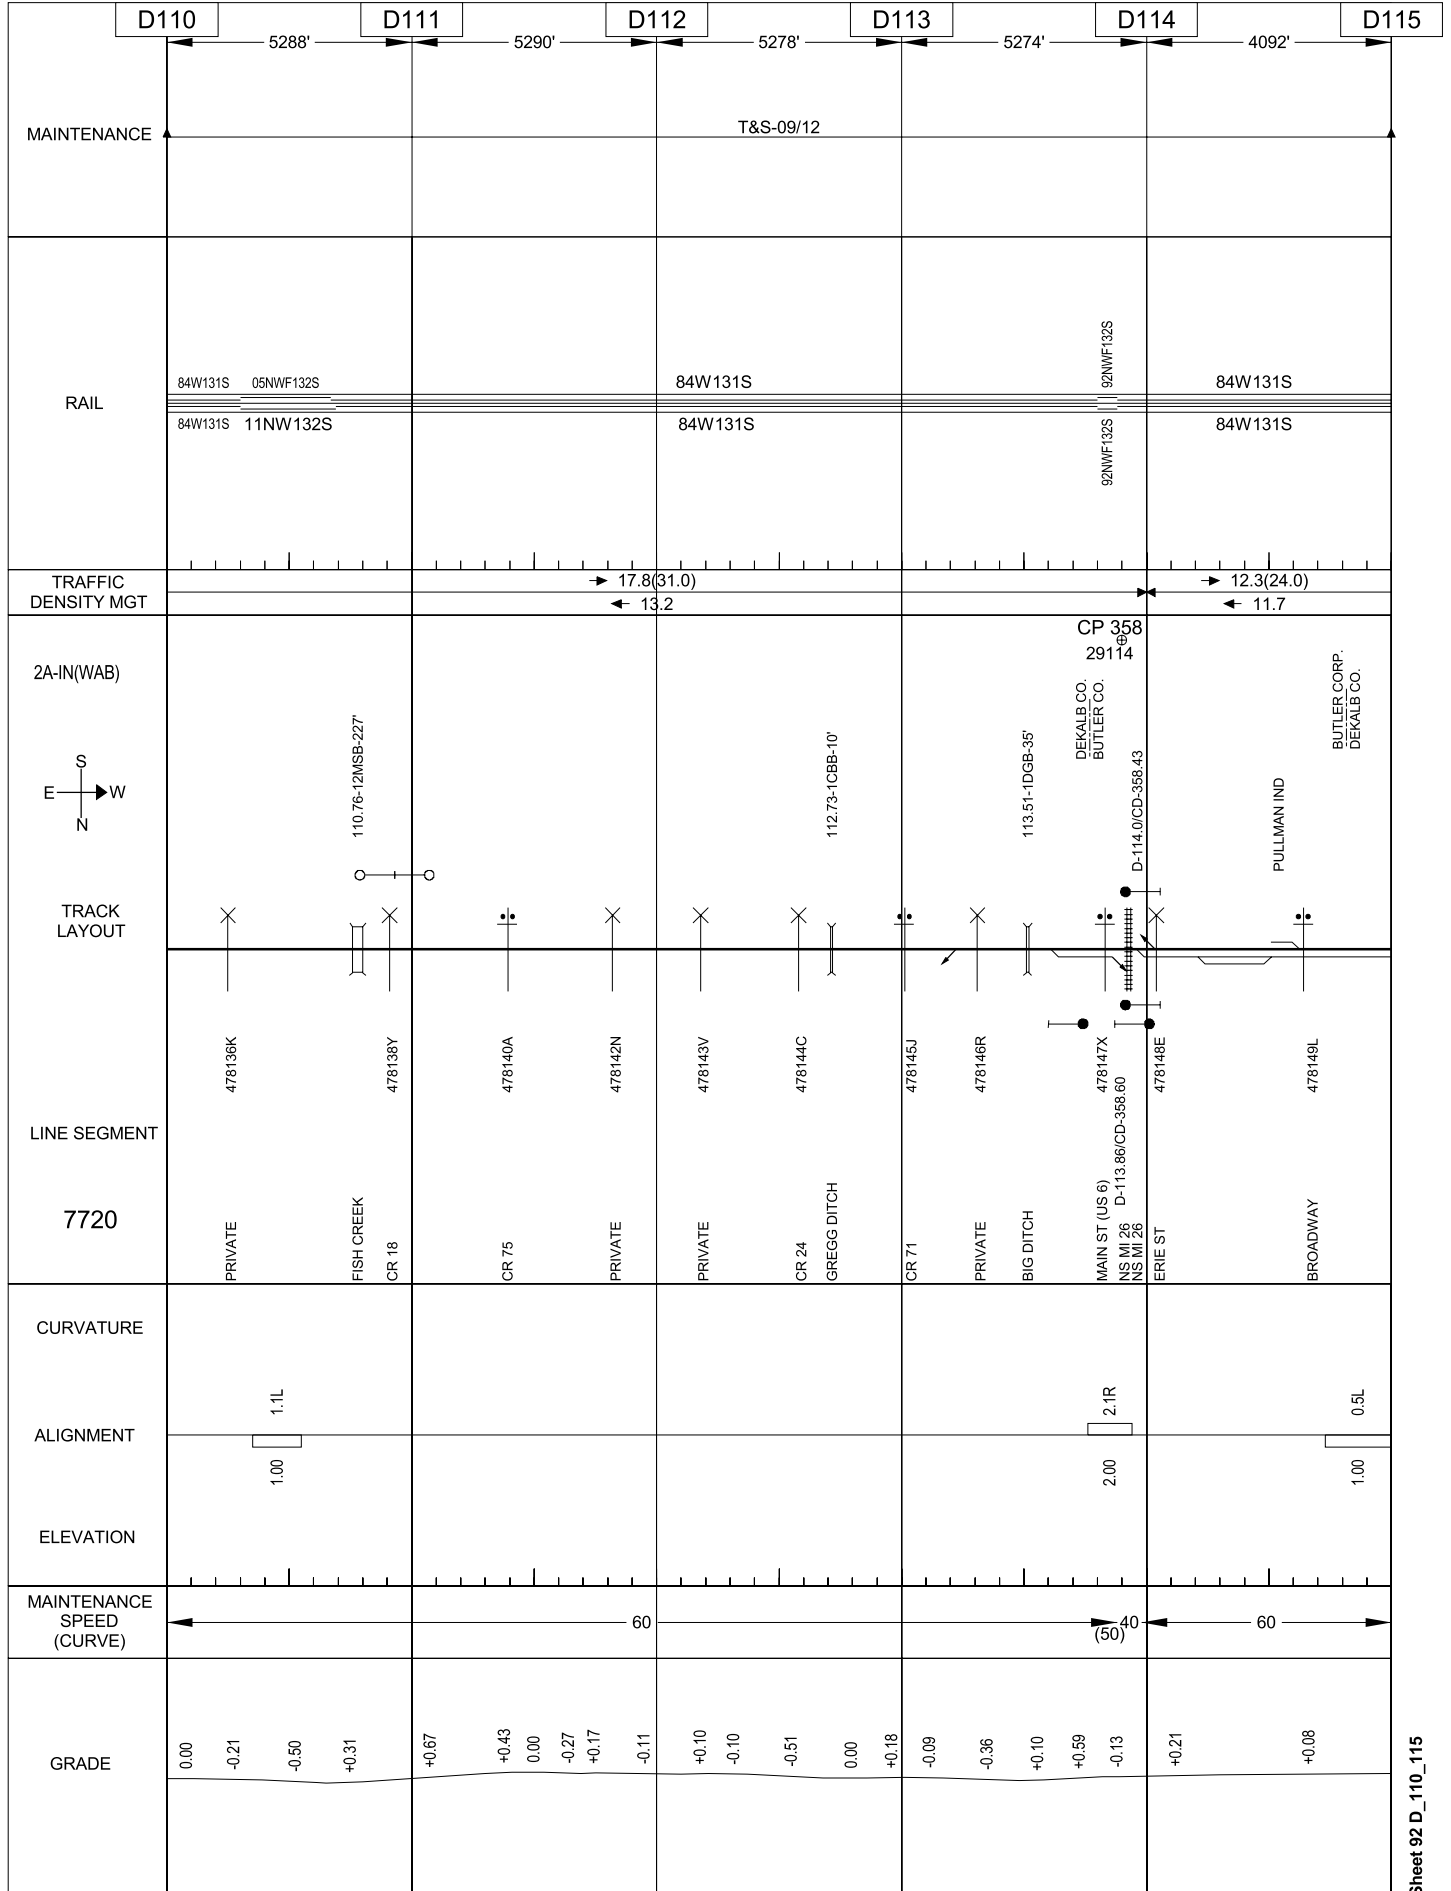 D110 D111 D112 D113 D114 D115
5288' 5290' 5278' 5274' 4092'
MAINTENANCE
T&S-09/12
RAIL
84W131S 05NWF132S 84W131S 92NWF132S 84W131S
84W131S 11NW132S 84W131S 92NWF132S 84W131S
TRAFFIC
DENSITY MGT
17.8(31.0) 12.3(24.0)
13.2 11.7
2A-IN(WAB)
CP 358
29114
S
E W
N
110.76-12MSB-227'
112.73-1CBB-10'
113.51-1DGB-35'
DEKALB CO.
BUTLER CO.
D-114.0/CD-358.43
PULLMAN IND
BUTLER CORP.
DEKALB CO.
TRACK
LAYOUT
478136K
478138Y
478140A
478142N
478143V
478144C
478145J
478146R
478147X
478148E
478149L
LINE SEGMENT
7720
PRIVATE
FISH CREEK
CR 18
CR 75
PRIVATE
PRIVATE
CR 24
GREGG DITCH
CR 71
PRIVATE
BIG DITCH
MAIN ST (US 6)
D-113.86/CD-358.60
NS MI 26
NS MI 26
ERIE ST
BROADWAY
CURVATURE
1.1L 2.1R 0.5L
ALIGNMENT
1.00 2.00 1.00
ELEVATION
MAINTENANCE
SPEED
(CURVE)
60 40 60
(50)
GRADE
0.00 -0.21 -0.50 +0.31 +0.67 +0.43 0.00 -0.27 +0.17 -0.11 +0.10 -0.10 -0.51 0.00 +0.18 -0.09 -0.36 +0.10 +0.59 -0.13 +0.21 +0.08
Sheet 92 D_110_115